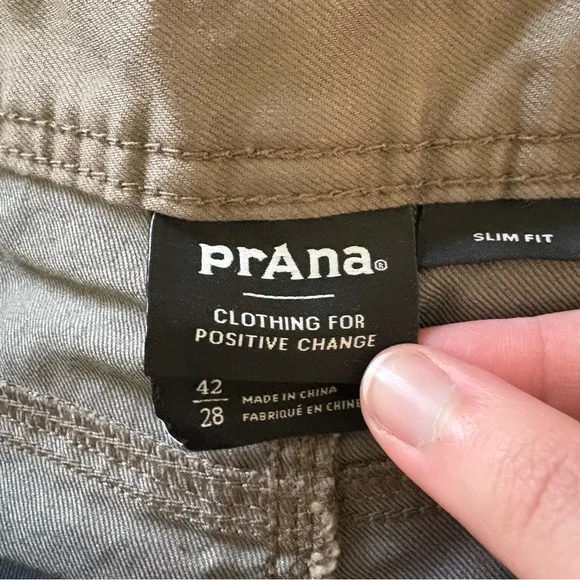 prAna®
SLIM FIT
CLOTHING FOR
POSITIVE CHANGE
42
28
MADE IN CHINA
FABRIQUÉ EN CHINE